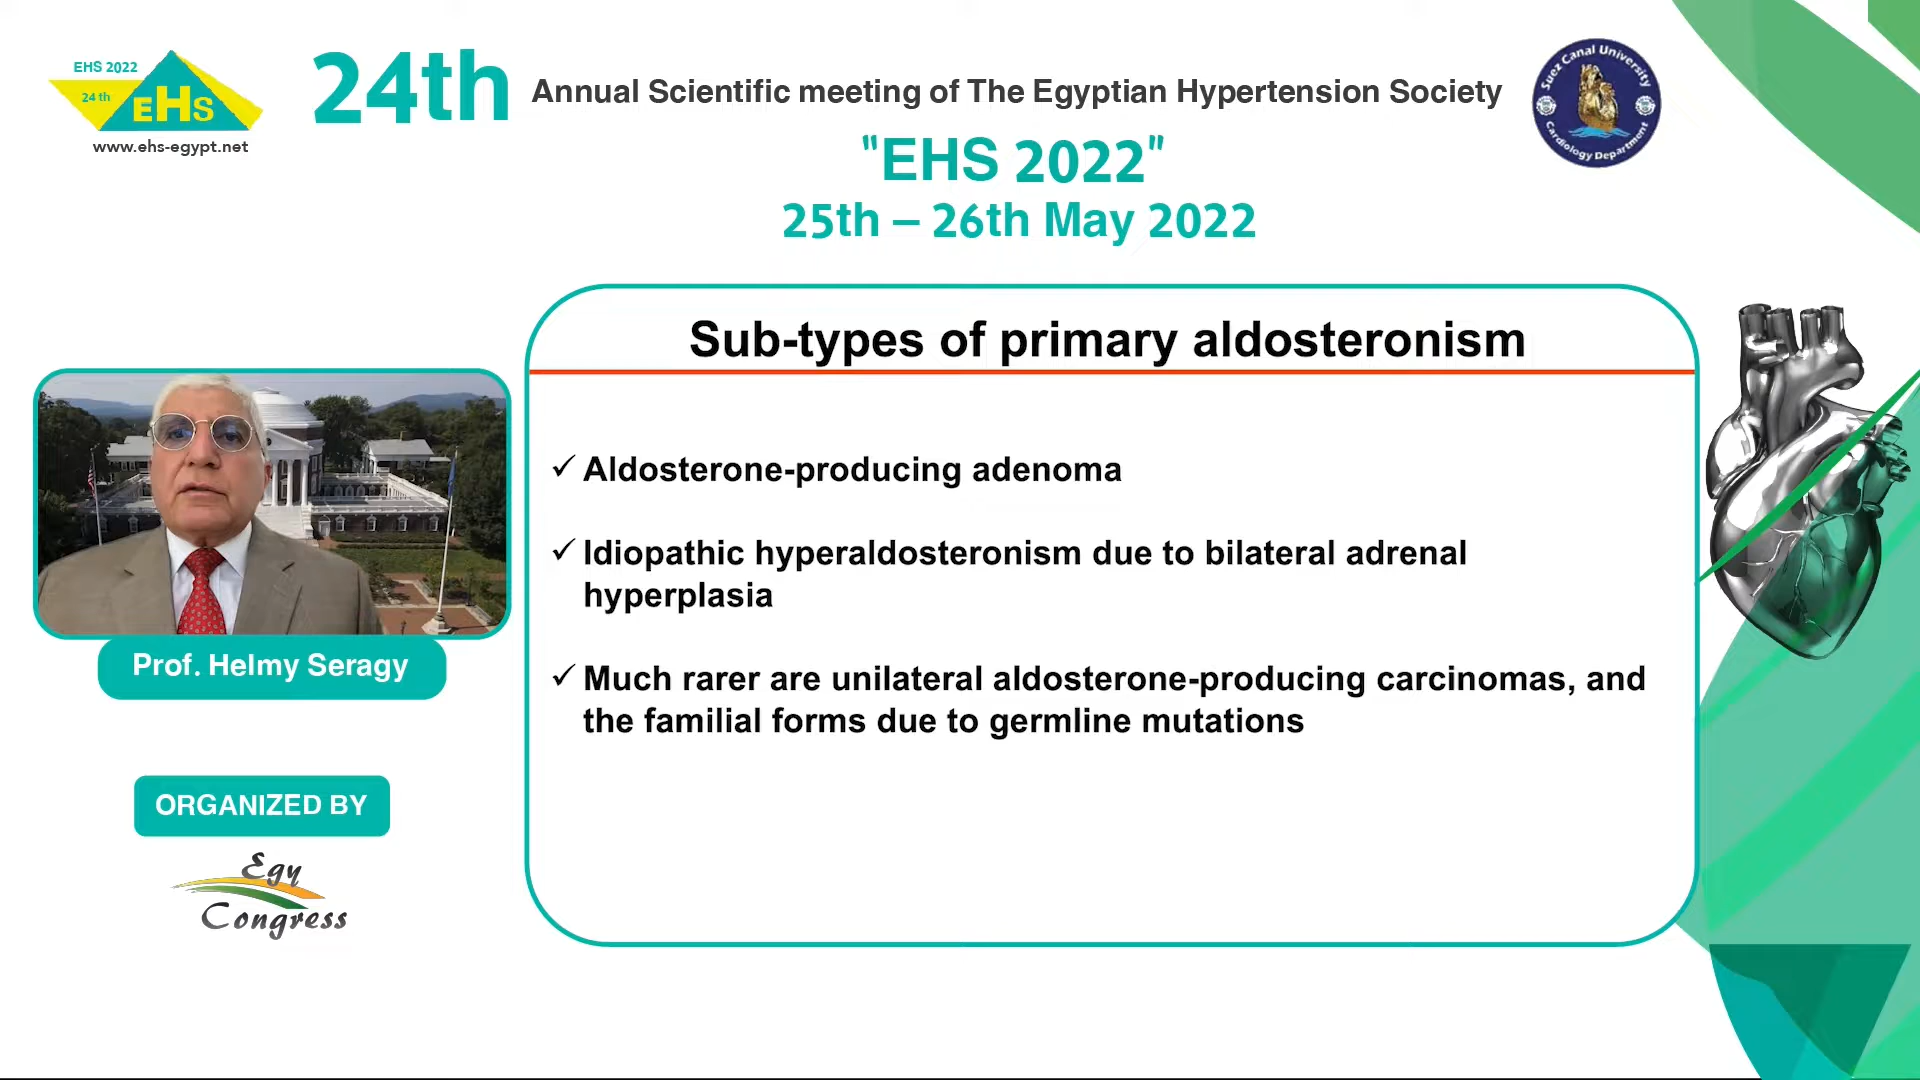 EHS 2022
24 th
EHS
www.ehs-egypt.net
24th Annual Scientific meeting of The Egyptian Hypertension Society
"EHS 2022"
25th – 26th May 2022
Suez Canal University
Cardiology Department
Sub-types of primary aldosteronism
✓ Aldosterone-producing adenoma
✓ Idiopathic hyperaldosteronism due to bilateral adrenal
hyperplasia
✓ Much rarer are unilateral aldosterone-producing carcinomas, and
the familial forms due to germline mutations
Prof. Helmy Seragy
ORGANIZED BY
Egy
Congress